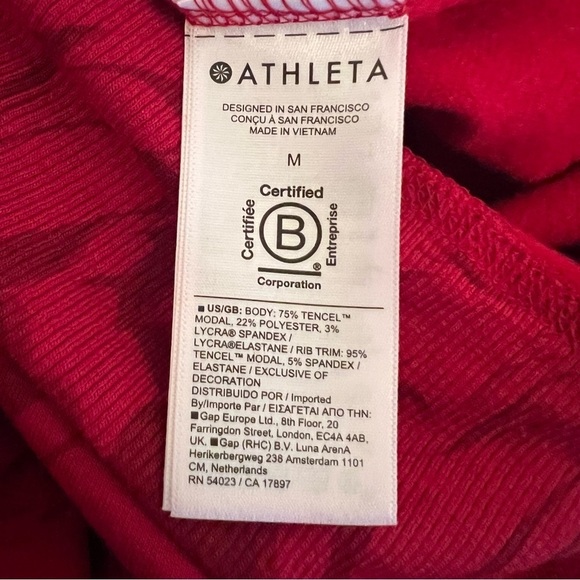 ATHLETA
DESIGNED IN SAN FRANCISCO
CONÇU À SAN FRANCISCO
MADE IN VIETNAM
M
Certified
Certifiée
B
Entreprise
®
Corporation
■ US/GB: BODY: 75% TENCEL™
MODAL, 22% POLYESTER, 3%
LYCRA® SPANDEX /
LYCRA®ELASTANE / RIB TRIM: 95%
TENCEL™ MODAL, 5% SPANDEX /
ELASTANE / EXCLUSIVE OF
DECORATION
DISTRIBUIDO POR / Imported
By/Importe Par / ΕΙΣΑΓΕΤΑΙ ΑΠΟ ΤΗΝ:
■Gap Europe Ltd., 8th Floor, 20
Farringdon Street, London, EC4A 4AB,
UK, ■Gap (RHC) B.V. Luna ArenA
Herikerbergweg 238 Amsterdam 1101
CM, Netherlands
RN 54023 / CA 17897